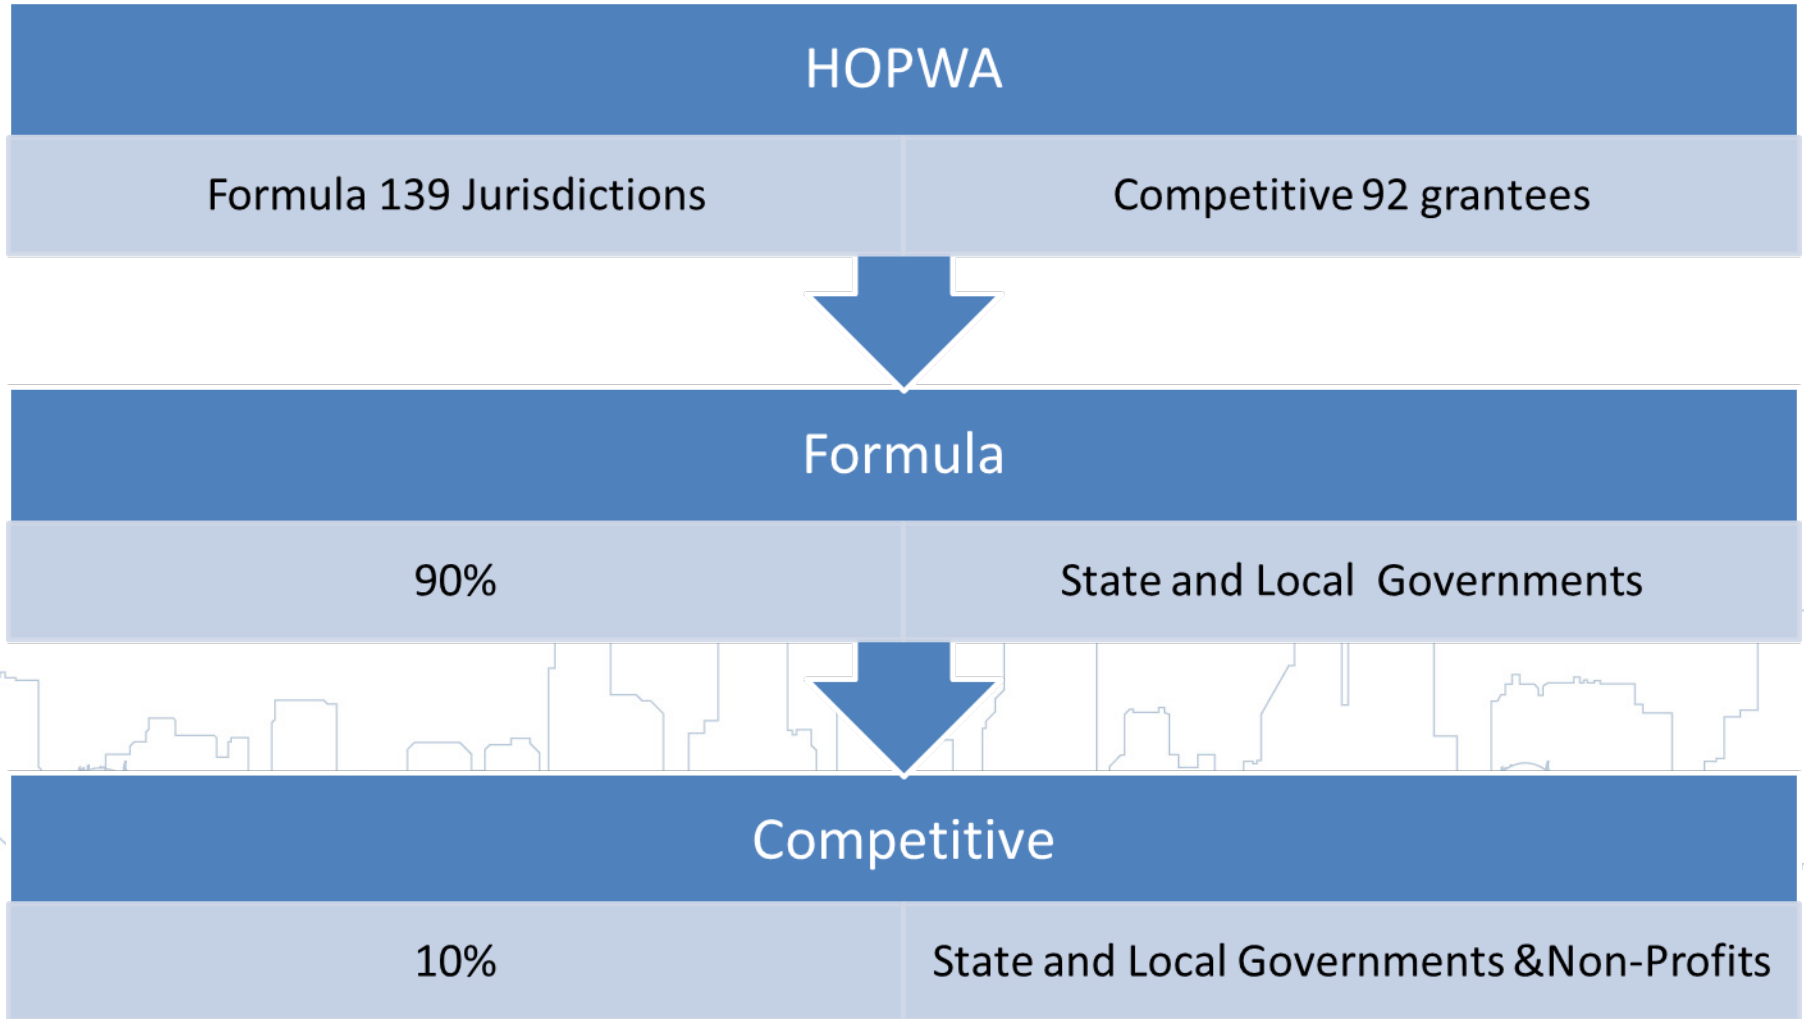 HOPWA
Formula 139 Jurisdictions
Competitive 92 grantees
Formula
90%
State and Local Governments
Competitive
10%
State and Local Governments &Non-Profits